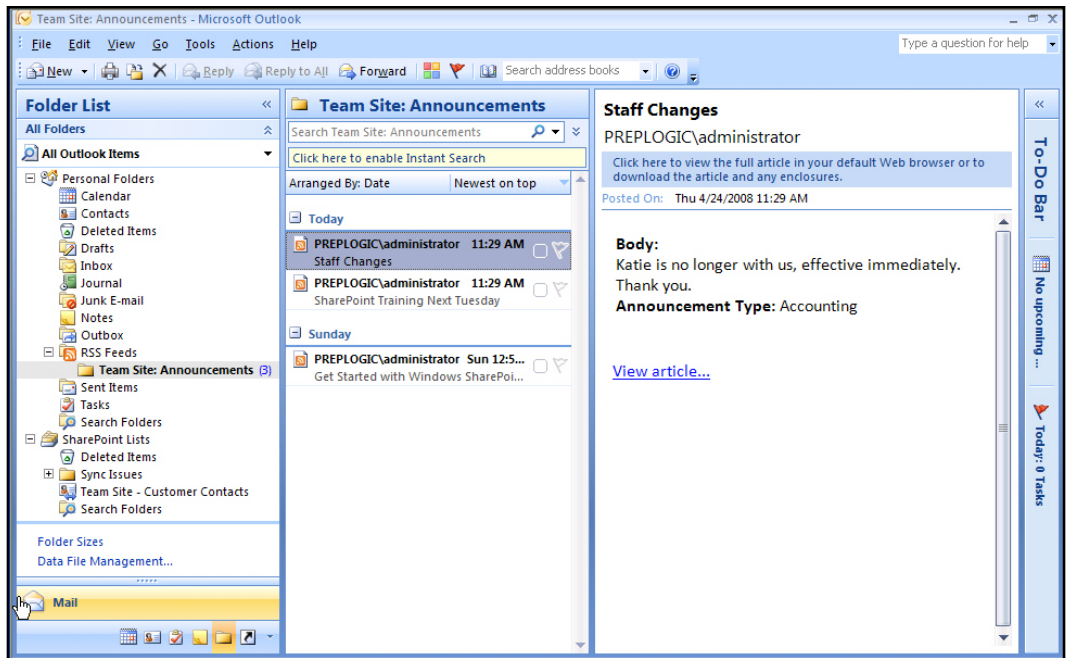 Team Site: Announcements - Microsoft Outlook
File Edit View Go Tools Actions Help
Type a question for help
New Reply Reply to All Forward Search address books
Folder List
All Folders
All Outlook Items
Personal Folders
Calendar
Contacts
Deleted Items
Drafts
Inbox
Journal
Junk E-mail
Notes
Outbox
RSS Feeds
Team Site: Announcements (3)
Sent Items
Tasks
Search Folders
SharePoint Lists
Deleted Items
Sync Issues
Team Site - Customer Contacts
Search Folders
Folder Sizes
Data File Management...
Mail
Team Site: Announcements
Search Team Site: Announcements
Click here to enable Instant Search
Arranged By: Date Newest on top
Today
PREPLOGIC\administrator 11:29 AM
Staff Changes
PREPLOGIC\administrator 11:29 AM
SharePoint Training Next Tuesday
Sunday
PREPLOGIC\administrator Sun 12:5...
Get Started with Windows SharePoi...
Staff Changes
PREPLOGIC\administrator
Click here to view the full article in your default Web browser or to
download the article and any enclosures.
Posted On: Thu 4/24/2008 11:29 AM
Body:
Katie is no longer with us, effective immediately.
Thank you.
Announcement Type: Accounting
View article...
To-Do Bar
No upcoming ...
Today: 0 Tasks